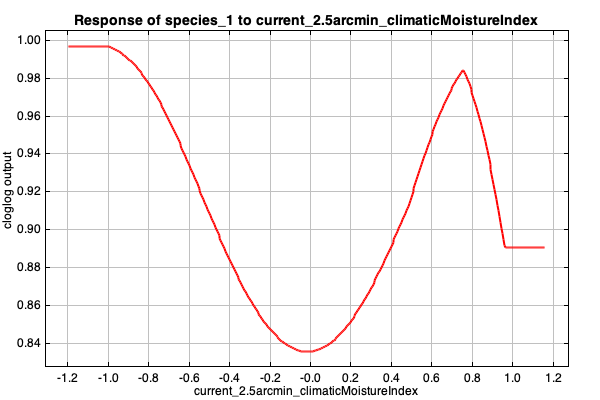 Response of species_1 to current_2.5arcmin_climaticMoistureIndex
cloglog output
1.00
0.98
0.96
0.94
0.92
0.90
0.88
0.86
0.84
-1.2 -1.0 -0.8 -0.6 -0.4 -0.2 -0.0 0.2 0.4 0.6 0.8 1.0 1.2
current_2.5arcmin_climaticMoistureIndex